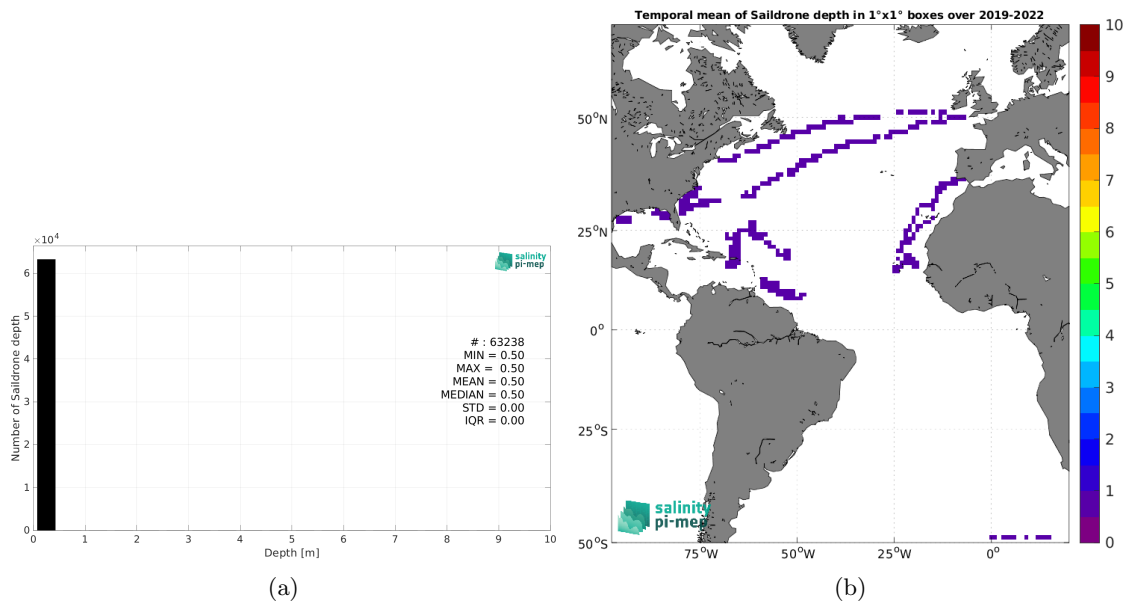 ×10⁴
6
5
4
3
2
1
0
Number of Saildrone depth
0 1 2 3 4 5 6 7 8 9 10
Depth [m]
salinity
pi-mep
# : 63238
MIN = 0.50
MAX = 0.50
MEAN = 0.50
MEDIAN = 0.50
STD = 0.00
IQR = 0.00
(a)
Temporal mean of Saildrone depth in 1°x1° boxes over 2019-2022
50°N
25°N
0°
25°S
50°S
75°W 50°W 25°W 0°
salinity
pi-mep
10
9
8
7
6
5
4
3
2
1
0
(b)